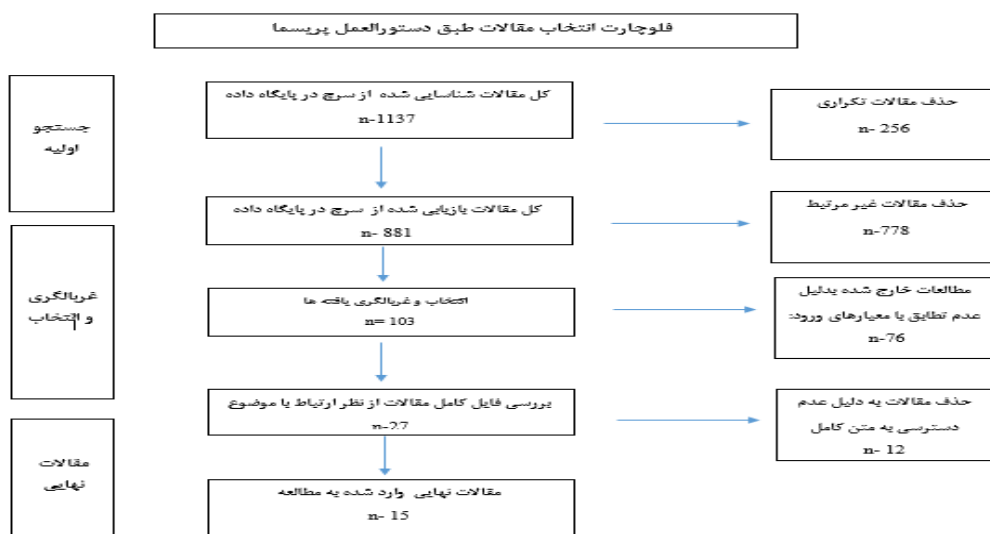 فلوچارت انتخاب مقالات طبق دستورالعمل پریسما
جستجو
اولیه
کل مقالات شناسایی شده از سرچ در پایگاه داده
n-1137
حذف مقالات تکراری
n- 256
کل مقالات بازیابی شده از سرچ در پایگاه داده
n- 881
حذف مقالات غیر مرتبط
n-778
غربالگری
و انتخاب
انتخاب و غربالگری یافته ها
n= 103
مطالعات خارج شده بدلیل
عدم تطابق با معیارهای ورود:
n-76
بررسی فایل کامل مقالات از نظر ارتباط با موضوع
n-27
حذف مقالات به دلیل عدم
دسترسی به متن کامل
n- 12
مقالات
نهایی
مقالات نهایی وارد شده به مطالعه
n- 15